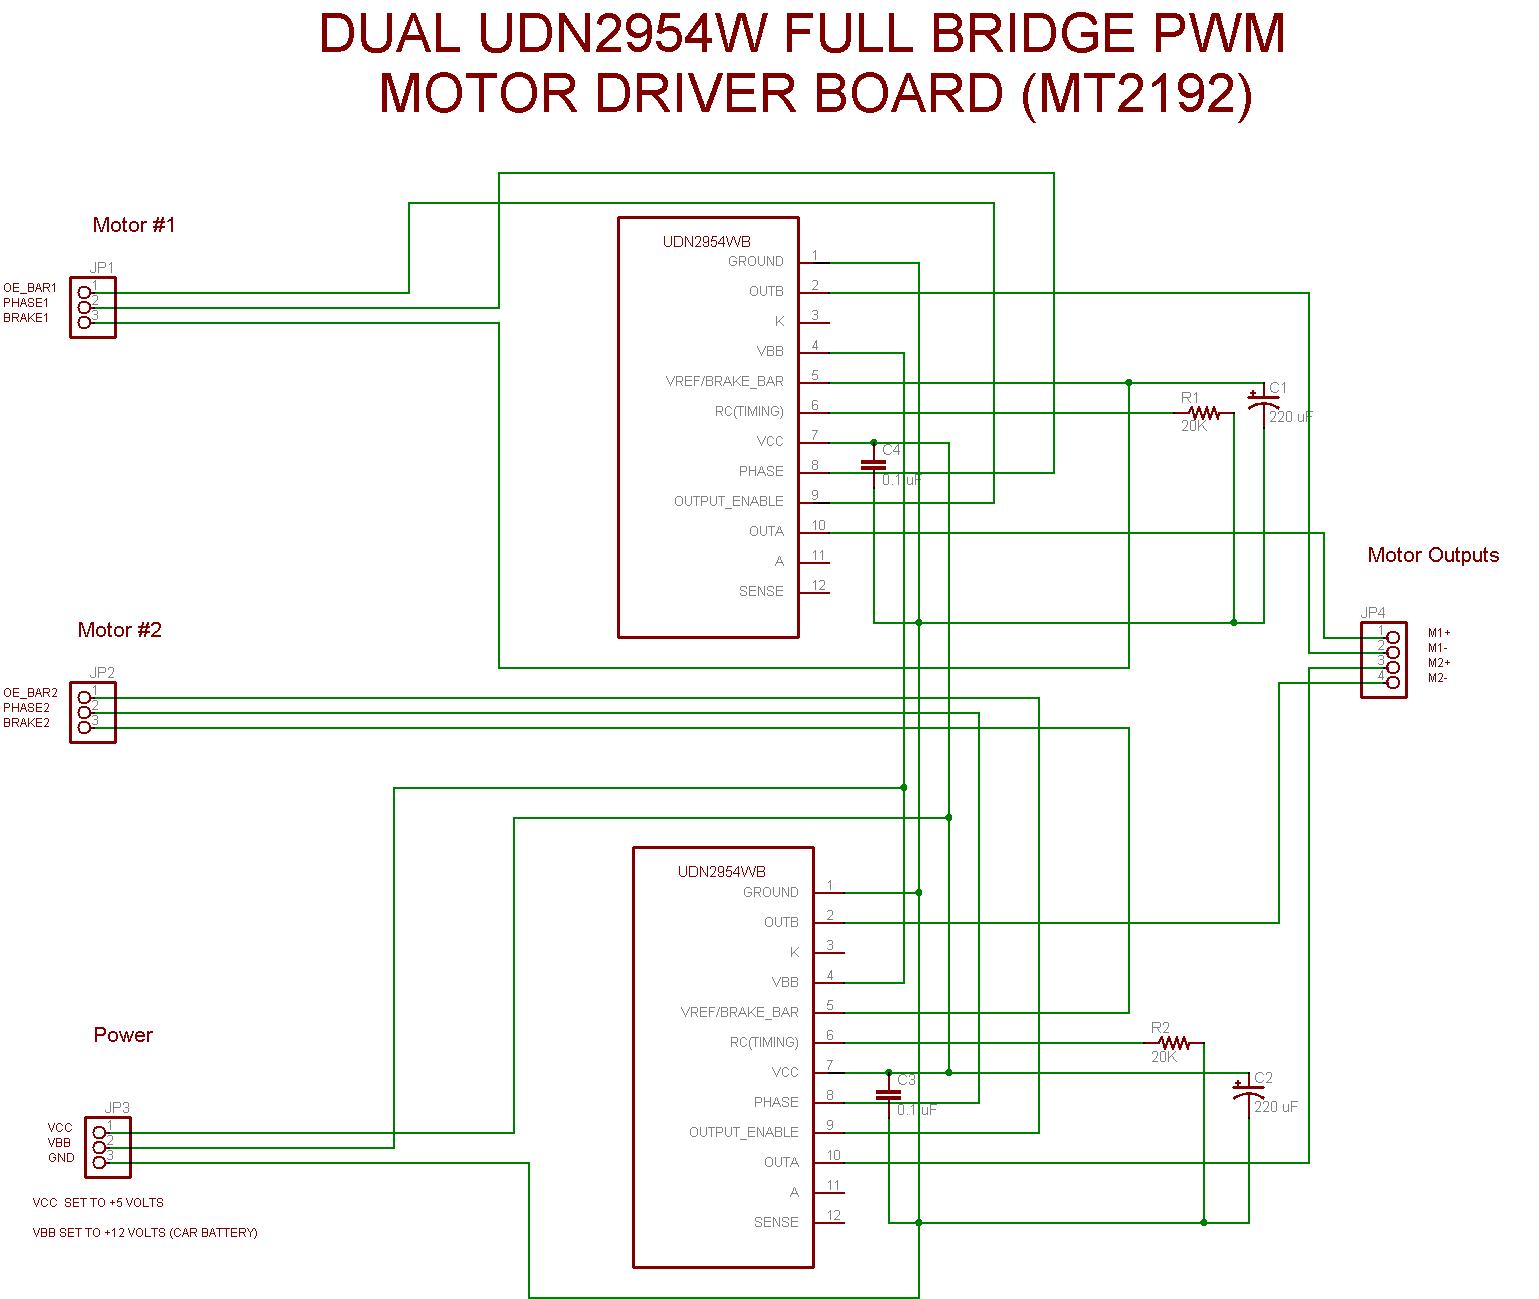 DUAL UDN2954W FULL BRIDGE PWM
MOTOR DRIVER BOARD (MT2192)
Motor #1
JP1
OE_BAR1
PHASE1
BRAKE1
1
2
3
UDN2954WB
GROUND 1
OUTB 2
K 3
VBB 4
VREF/BRAKE_BAR 5
RC(TIMING) 6
VCC 7
PHASE 8
OUTPUT_ENABLE 9
OUTA 10
A 11
SENSE 12
R1
20K
C1
220 uF
C4
0.1 uF
Motor Outputs
JP4
1 M1+
2 M1-
3 M2+
4 M2-
Motor #2
JP2
OE_BAR2
PHASE2
BRAKE2
1
2
3
UDN2954WB
GROUND 1
OUTB 2
K 3
VBB 4
VREF/BRAKE_BAR 5
RC(TIMING) 6
VCC 7
PHASE 8
OUTPUT_ENABLE 9
OUTA 10
A 11
SENSE 12
R2
20K
C2
220 uF
C3
0.1 uF
Power
JP3
VCC 1
VBB 2
GND 3
VCC SET TO +5 VOLTS
VBB SET TO +12 VOLTS (CAR BATTERY)